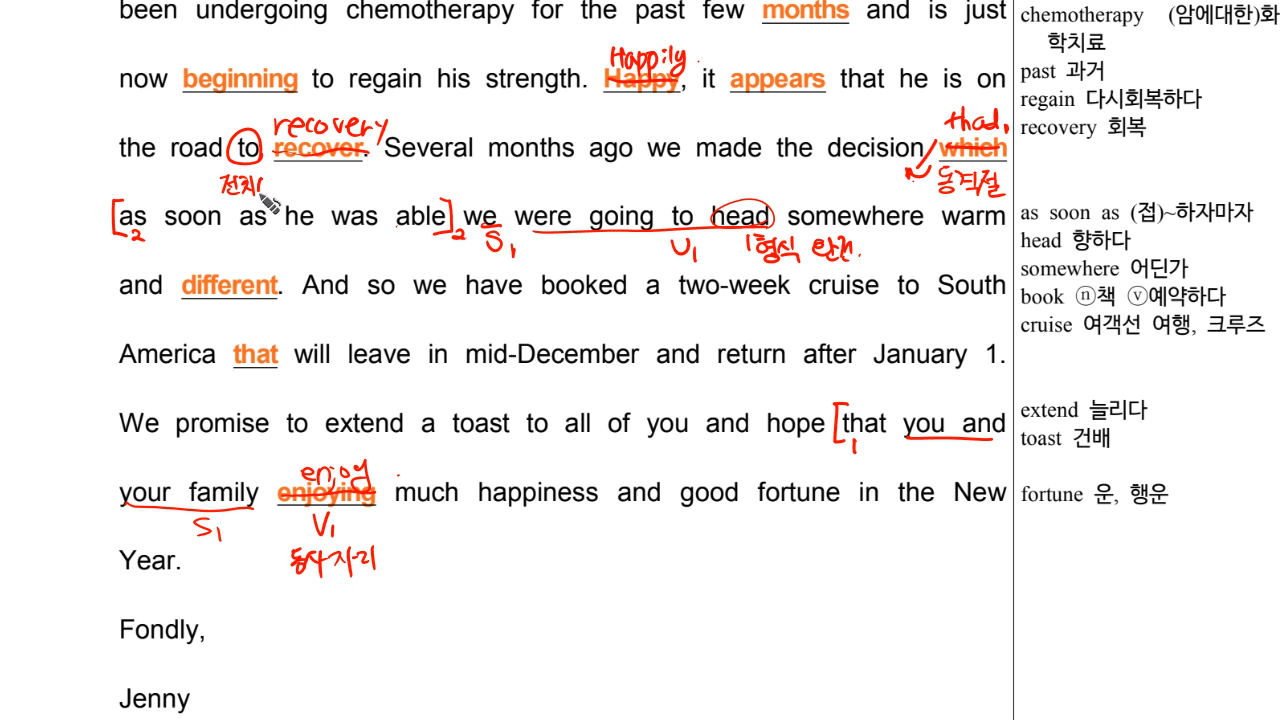 been undergoing chemotherapy for the past few months and is just
Happily
now beginning to regain his strength. Happy, it appears that he is on
recovery that.
the road to recover. Several months ago we made the decision which
전치 동격절
[as soon as he was able] we were going to head somewhere warm
2 2 S1 V1 1형식 완전.
and different. And so we have booked a two-week cruise to South
America that will leave in mid-December and return after January 1.
We promise to extend a toast to all of you and hope [that you and
1
enjoy
your family enjoying much happiness and good fortune in the New
S1 V1
Year.
동사자리
Fondly,
Jenny
chemotherapy (암에대한)화
학치료
past 과거
regain 다시회복하다
recovery 회복
as soon as (접)~하자마자
head 향하다
somewhere 어딘가
book ⓝ책 ⓥ예약하다
cruise 여객선 여행, 크루즈
extend 늘리다
toast 건배
fortune 운, 행운